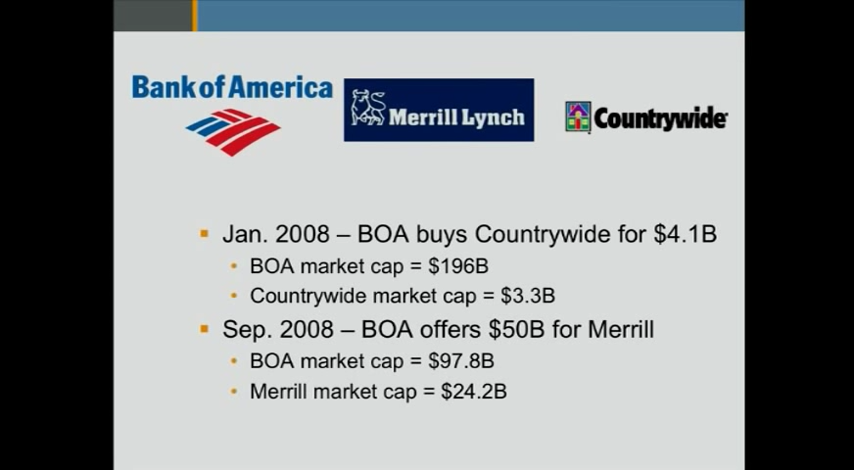 Bank of America
Merrill Lynch
Countrywide
▪ Jan. 2008 – BOA buys Countrywide for $4.1B
• BOA market cap = $196B
• Countrywide market cap = $3.3B
▪ Sep. 2008 – BOA offers $50B for Merrill
• BOA market cap = $97.8B
• Merrill market cap = $24.2B